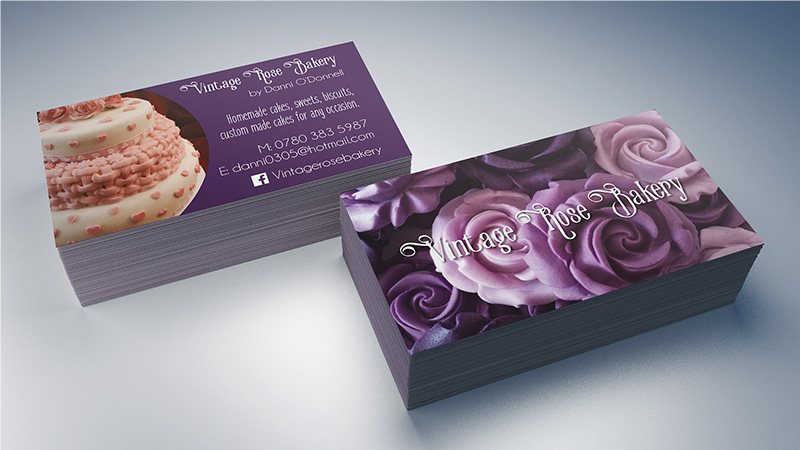 Vintage Rose Bakery
by Danni O'Donnell
Homemade cakes, sweets, biscuits,
custom made cakes for any occasion.
M: 0780 383 5987
E: danni0305@hotmail.com
Vintagerosebakery
Vintage Rose Bakery